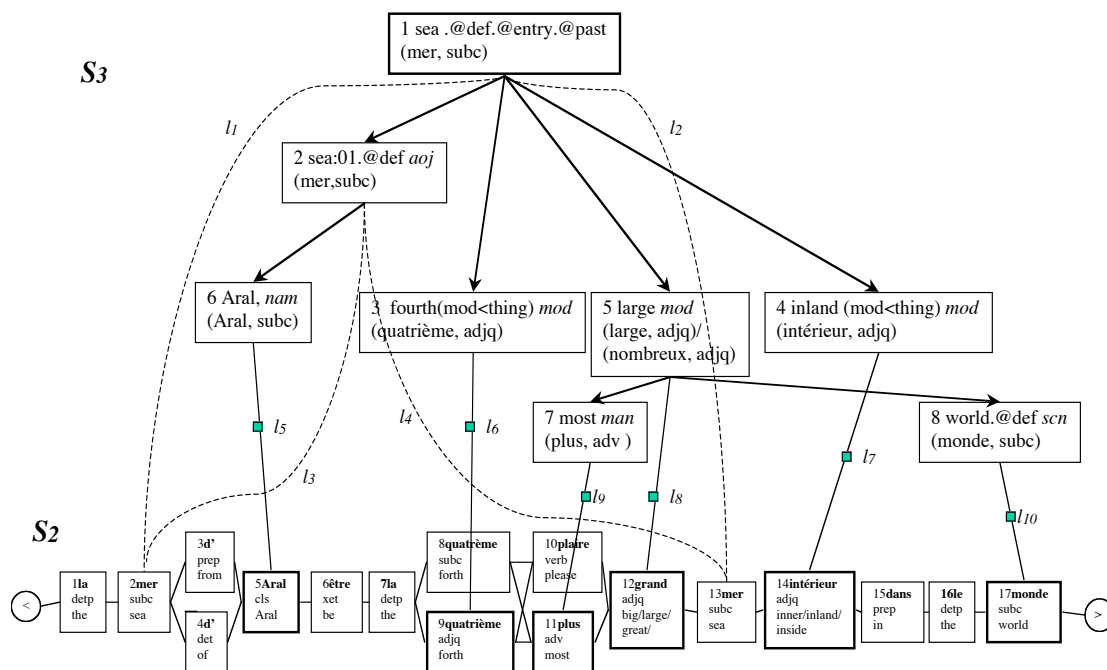 1 sea .@def.@entry.@past
(mer, subc)
S3
l1
l2
2 sea:01.@def aoj
(mer,subc)
6 Aral, nam
(Aral, subc)
3 fourth(mod<thing) mod
(quatrième, adjq)
5 large mod
(large, adjq)/
(nombreux, adjq)
4 inland (mod<thing) mod
(intérieur, adjq)
7 most man
(plus, adv )
8 world.@def scn
(monde, subc)
l5
l4
l6
l7
l3
l9
l8
l10
S2
<
1la
detp
the
2mer
subc
sea
3d’
prep
from
4d’
det
of
5Aral
cls
Aral
6être
xet
be
7la
detp
the
8quatrème
subc
forth
9quatrième
adjq
forth
10plaire
verb
please
11plus
adv
most
12grand
adjq
big/large/
great/
13mer
subc
sea
14intérieur
adjq
inner/inland/
inside
15dans
prep
in
16le
detp
the
17monde
subc
world
>